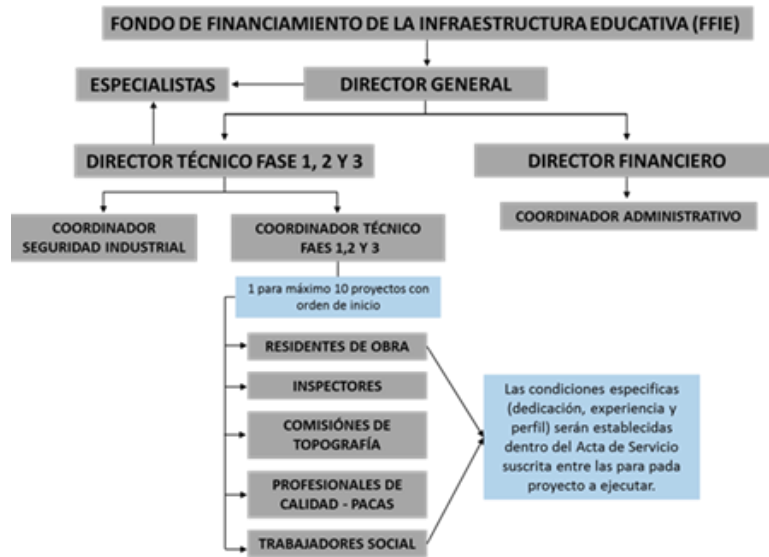 FONDO DE FINANCIAMIENTO DE LA INFRAESTRUCTURA EDUCATIVA (FFIE)
ESPECIALISTAS
DIRECTOR GENERAL
DIRECTOR TÉCNICO FASE 1, 2 Y 3
DIRECTOR FINANCIERO
COORDINADOR
SEGURIDAD INDUSTRIAL
COORDINADOR TÉCNICO
FAES 1,2 Y 3
COORDINADOR ADMINISTRATIVO
1 para máximo 10 proyectos con
orden de inicio
RESIDENTES DE OBRA
INSPECTORES
COMISIÓNES DE
TOPOGRAFÍA
PROFESIONALES DE
CALIDAD - PACAS
TRABAJADORES SOCIAL
Las condiciones especificas
(dedicación, experiencia y
perfil) serán establecidas
dentro del Acta de Servicio
suscrita entre las para pada
proyecto a ejecutar.